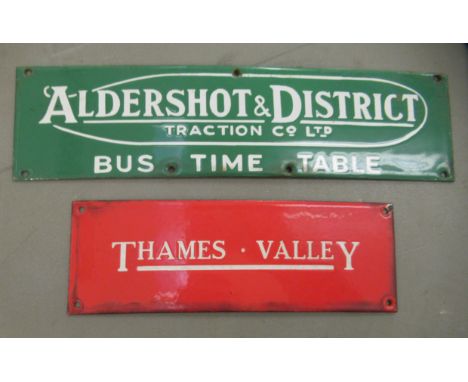 ALDERSHOT & DISTRICT
TRACTION CO LTD
BUS TIME TABLE
THAMES · VALLEY